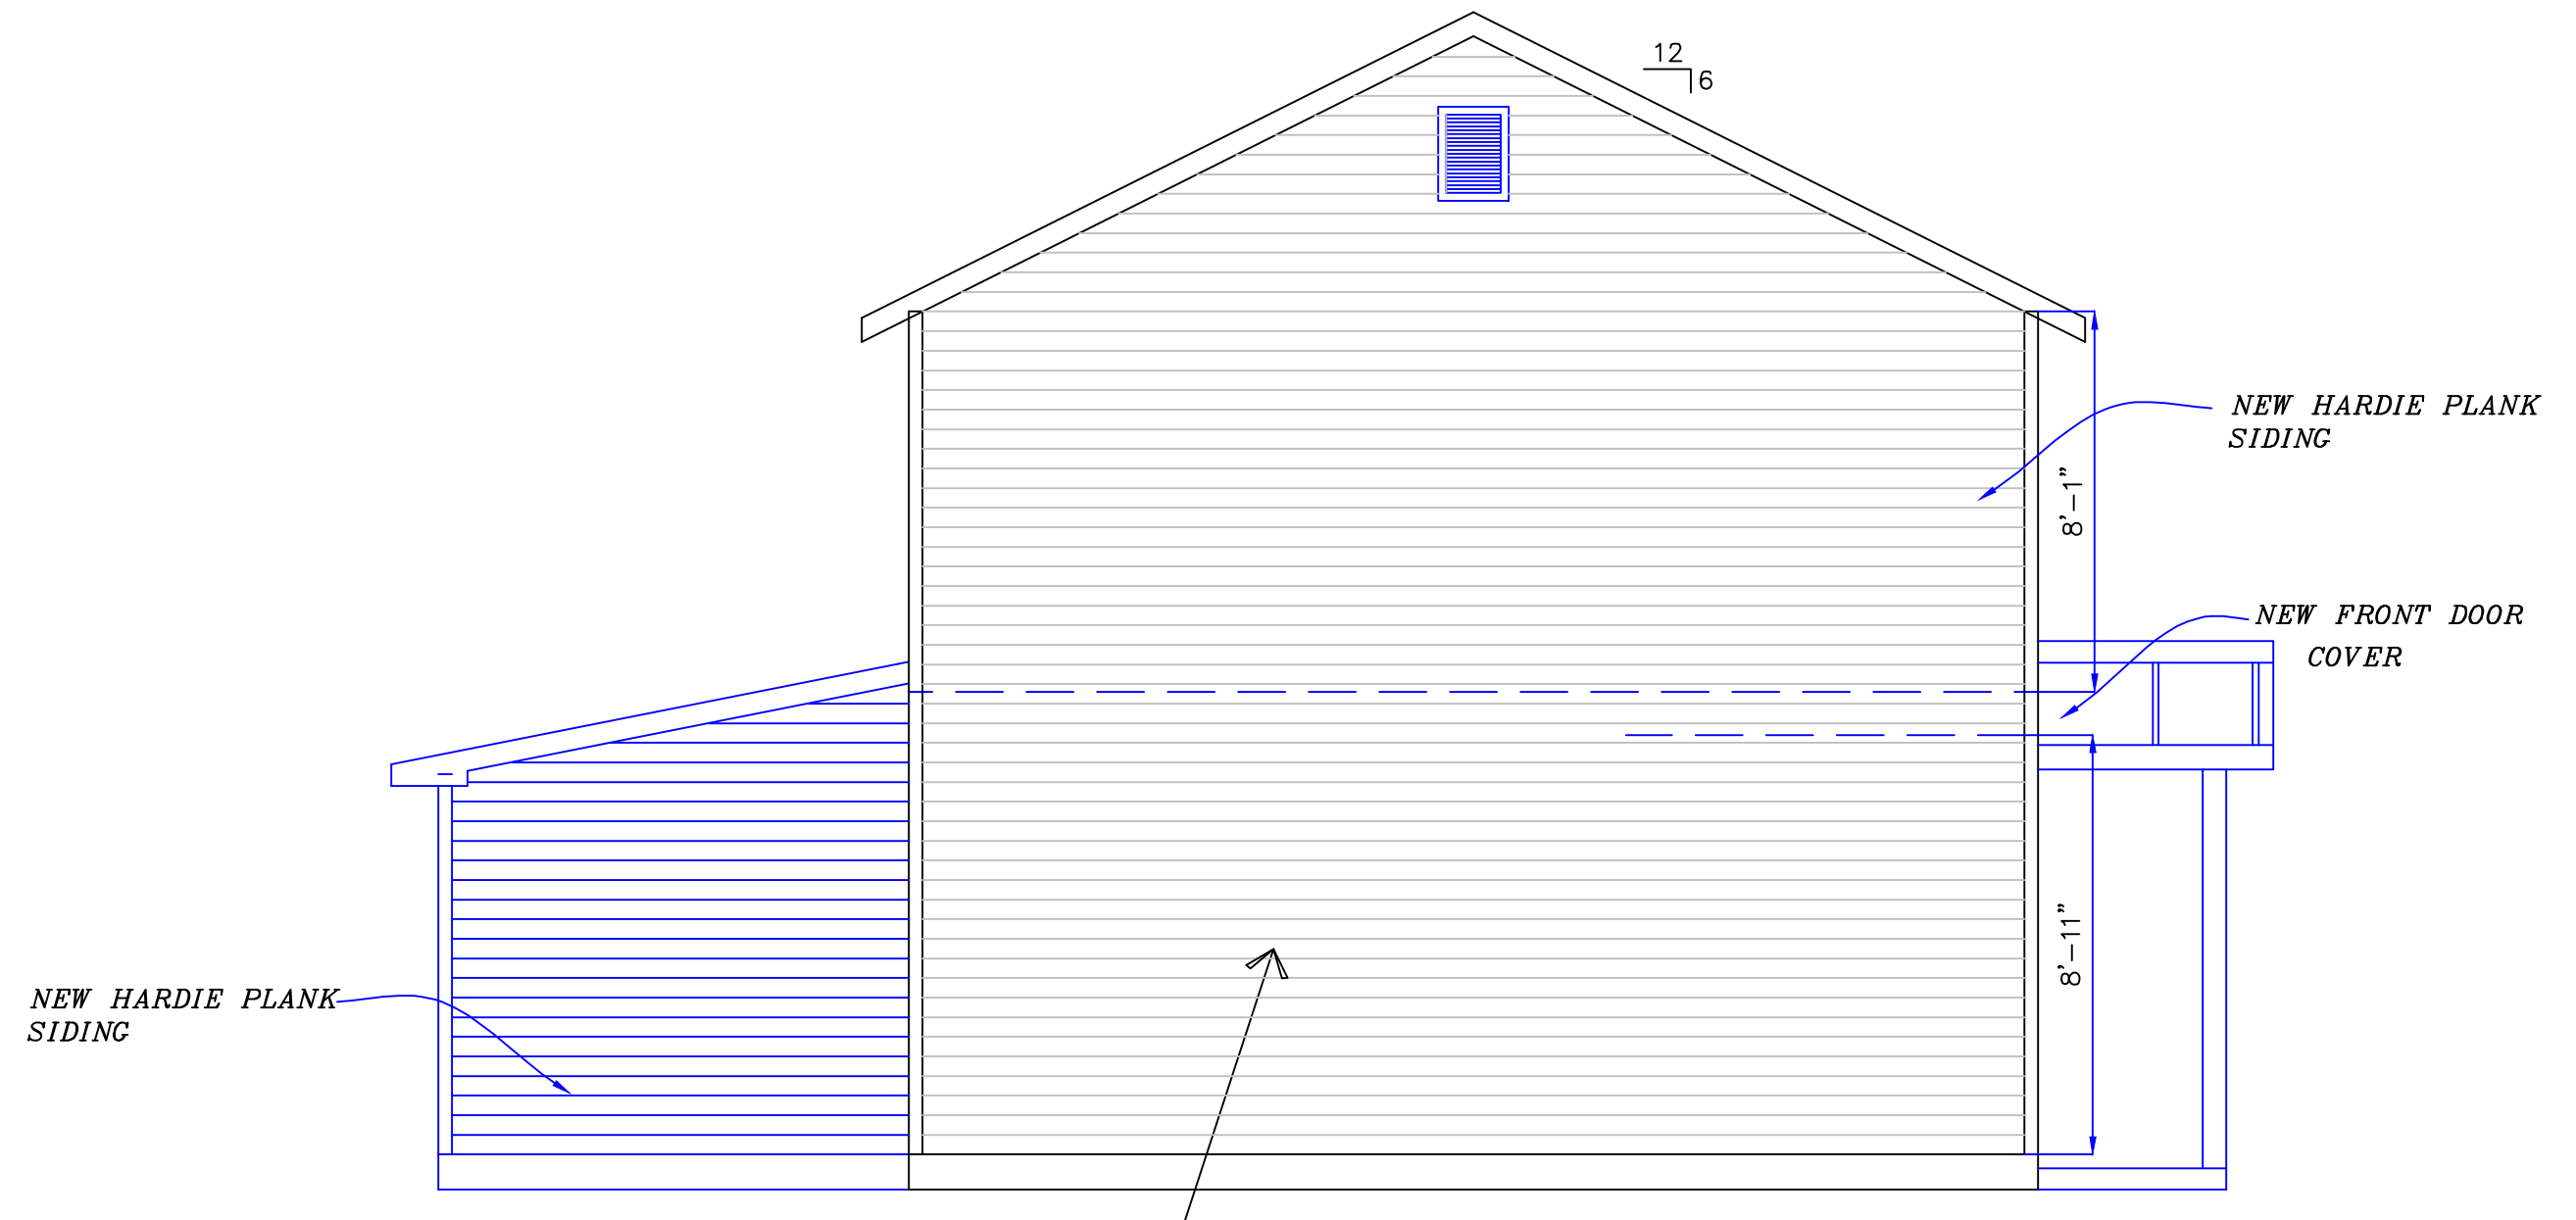 12
6
NEW HARDIE PLANK
SIDING
8'-1"
NEW FRONT DOOR
COVER
8'-11"
NEW HARDIE PLANK
SIDING